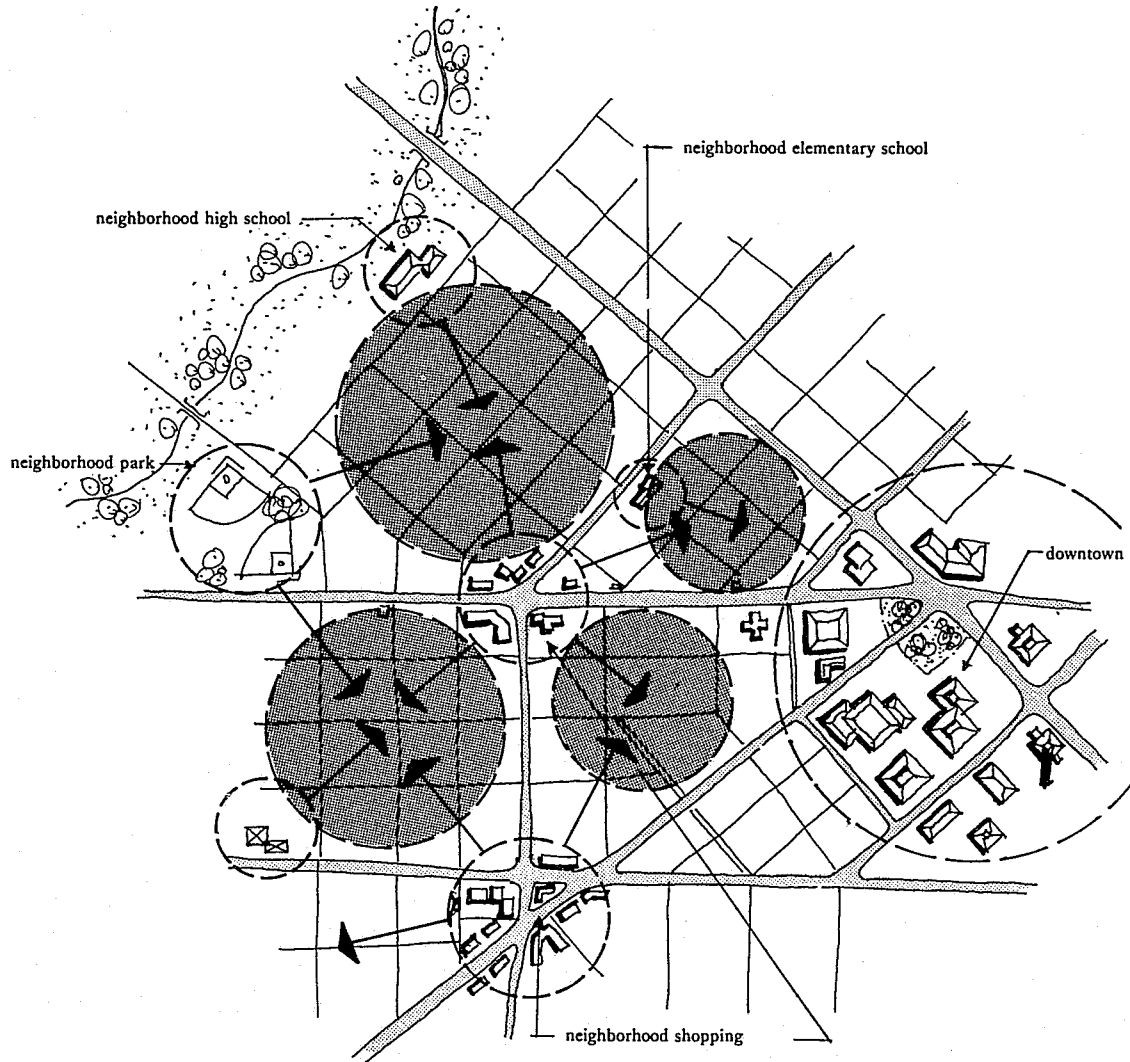 neighborhood elementary school
neighborhood high school
neighborhood park
downtown
neighborhood shopping